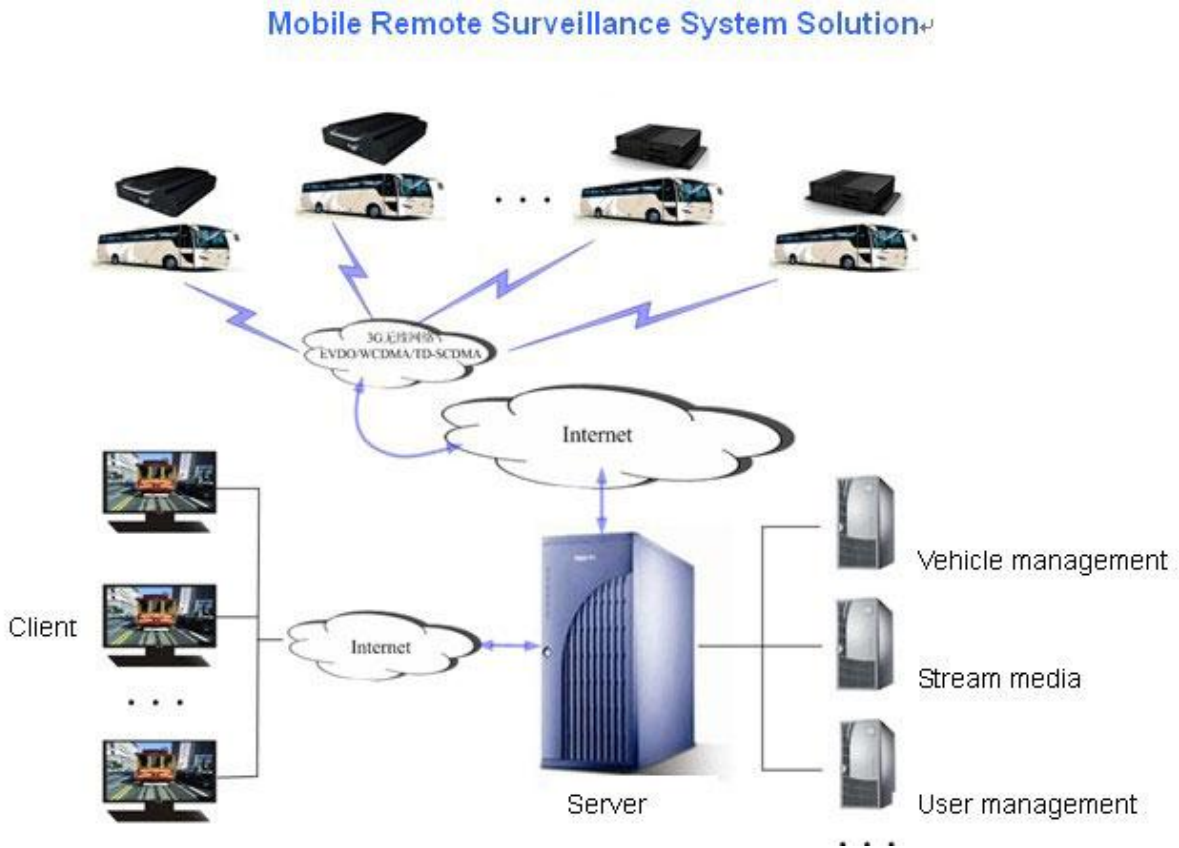 Mobile Remote Surveillance System Solution↵
3G无线网络
EVDO/WCDMA/TD-SCDMA
Internet
Vehicle management
Client
Internet
Stream media
Server
User management